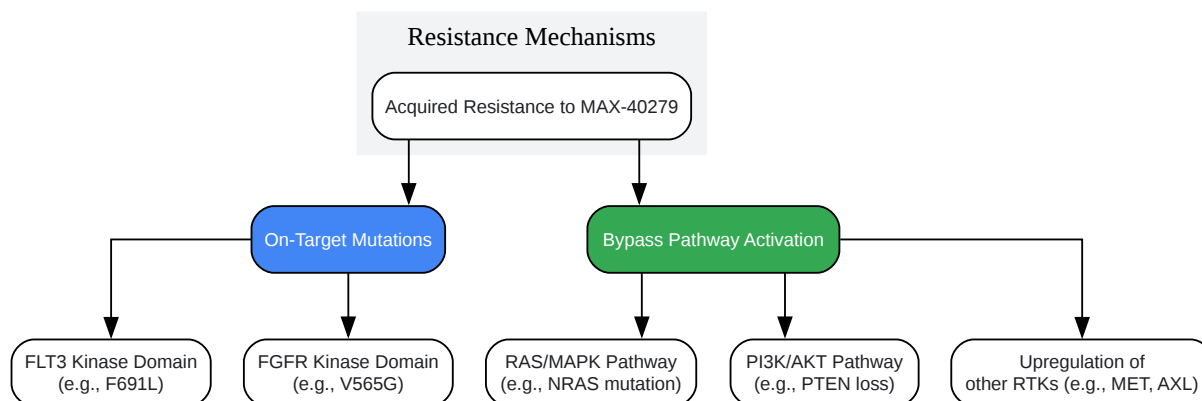 Resistance Mechanisms
Acquired Resistance to MAX-40279
On-Target Mutations
Bypass Pathway Activation
FLT3 Kinase Domain
(e.g., F691L)
FGFR Kinase Domain
(e.g., V565G)
RAS/MAPK Pathway
(e.g., NRAS mutation)
PI3K/AKT Pathway
(e.g., PTEN loss)
Upregulation of
other RTKs (e.g., MET, AXL)